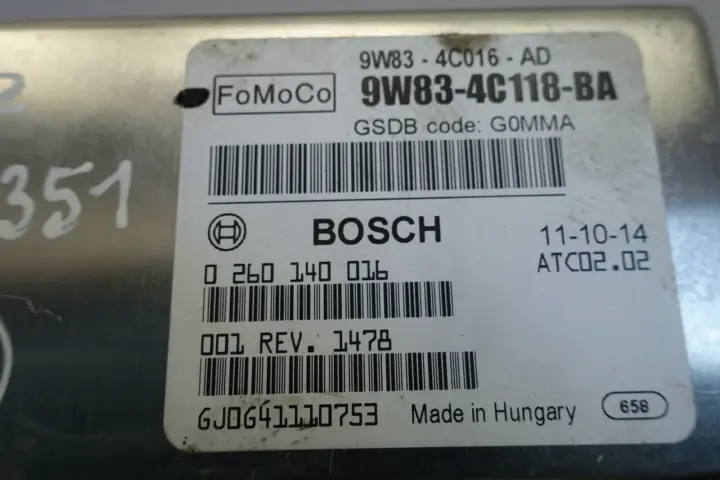 9W83 - 4C016 - AD
FoMoCo 9W83-4C118-BA
GSDB code: G0MMA
BOSCH 11-10-14
0 260 140 016 ATC02.02
001 REV. 1478
GJ0G41110753 Made in Hungary 658
351